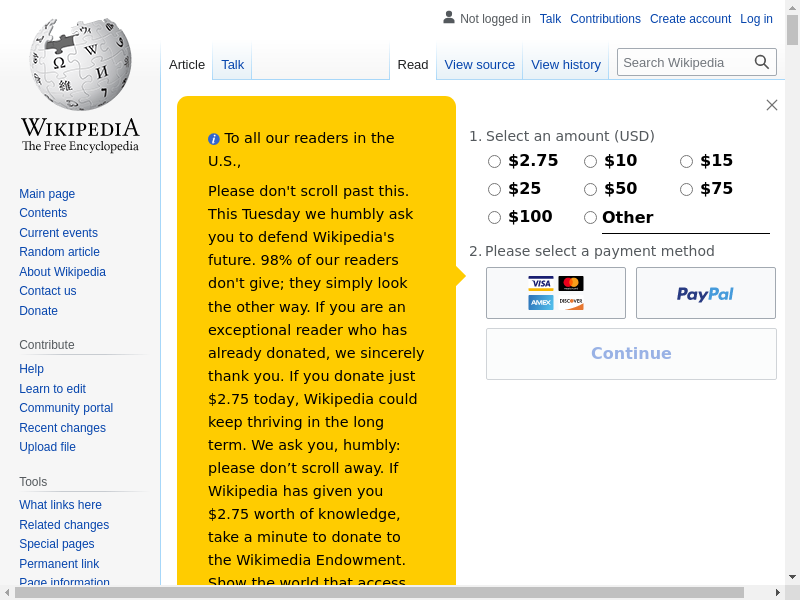 Not logged in Talk Contributions Create account Log in
Article Talk Read View source View history Search Wikipedia
Ω W И 維
WIKIPEDIA
The Free Encyclopedia
Main page
Contents
Current events
Random article
About Wikipedia
Contact us
Donate
Contribute
Help
Learn to edit
Community portal
Recent changes
Upload file
Tools
What links here
Related changes
Special pages
Permanent link
Page information
To all our readers in the
U.S.,
Please don't scroll past this.
This Tuesday we humbly ask
you to defend Wikipedia's
future. 98% of our readers
don't give; they simply look
the other way. If you are an
exceptional reader who has
already donated, we sincerely
thank you. If you donate just
$2.75 today, Wikipedia could
keep thriving in the long
term. We ask you, humbly:
please don’t scroll away. If
Wikipedia has given you
$2.75 worth of knowledge,
take a minute to donate to
the Wikimedia Endowment.
Show the world that access
1. Select an amount (USD)
$2.75 $10 $15
$25 $50 $75
$100 Other
2. Please select a payment method
VISA MasterCard
AMEX DISCOVER
PayPal
Continue